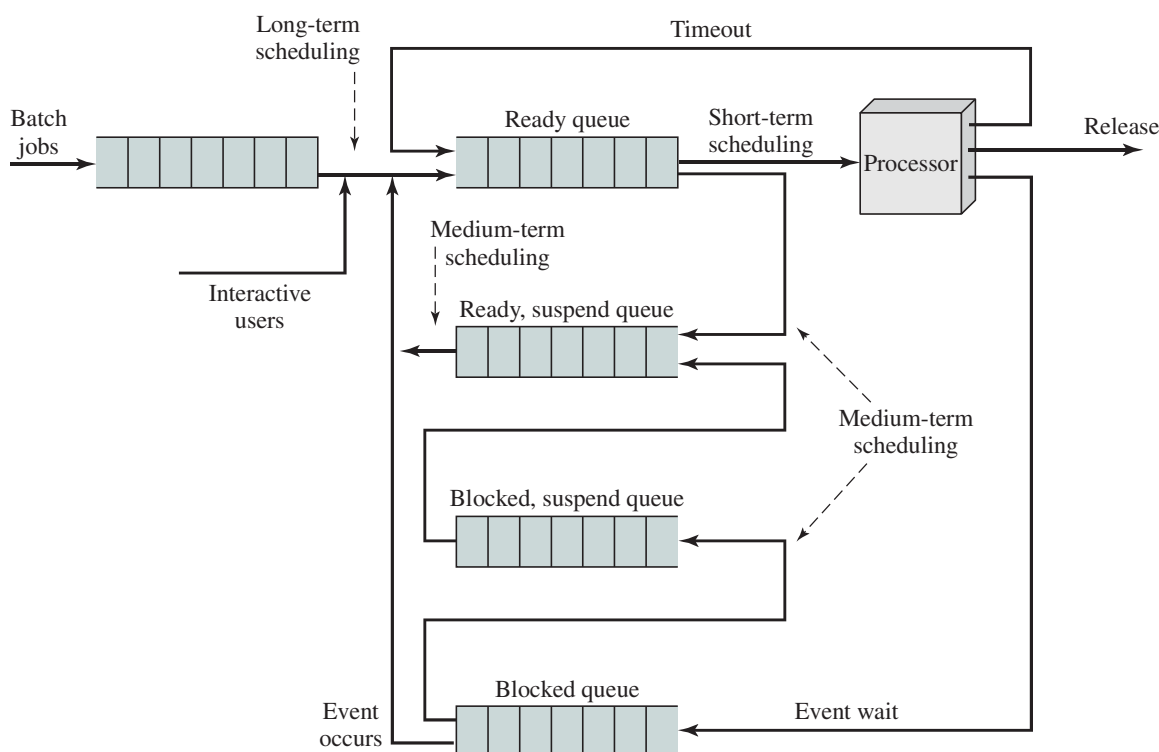 Long-term
scheduling
Timeout
Batch
jobs
Ready queue
Short-term
scheduling
Release
Processor
Medium-term
scheduling
Interactive
users
Ready, suspend queue
Medium-term
scheduling
Blocked, suspend queue
Blocked queue
Event
occurs
Event wait